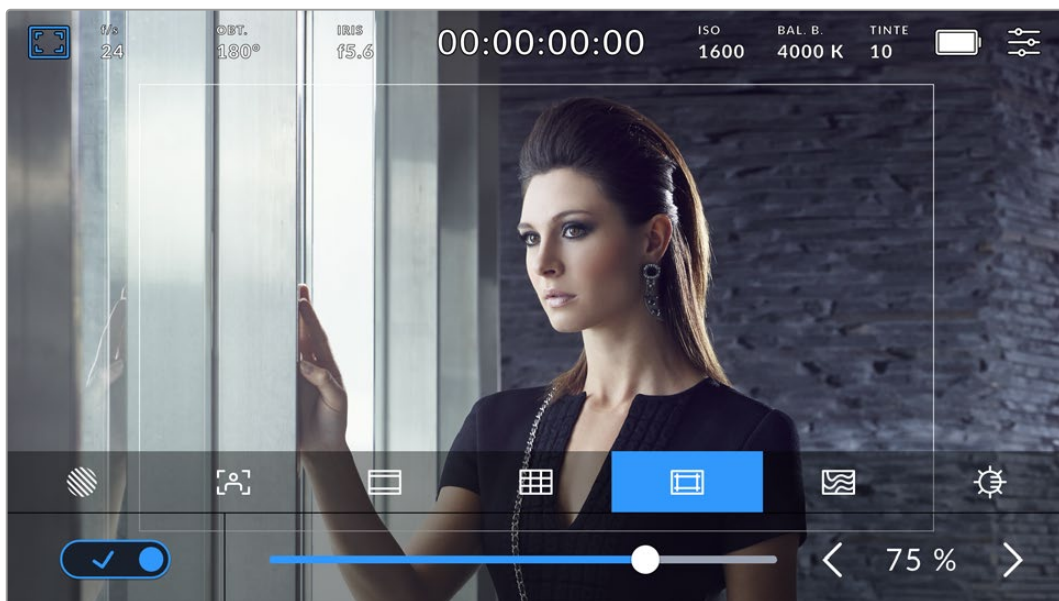 f/s OBT. IRIS 00:00:00:00 ISO BAL. B. TINTE
24 180° f5.6 1600 4000 K 10
75 %